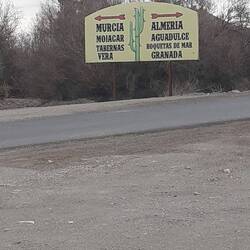 MURCIA
MOJACAR
TABERNAS
VERA
ALMERIA
AGUADULCE
ROQUETAS DE MAR
GRANADA